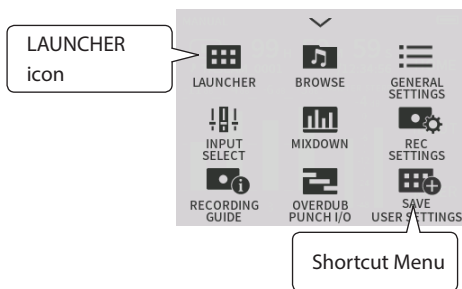 LAUNCHER
icon
LAUNCHER
BROWSE
GENERAL
SETTINGS
INPUT
SELECT
MIXDOWN
REC
SETTINGS
RECORDING
GUIDE
OVERDUB
PUNCH I/O
SAVE
USER SETTINGS
Shortcut Menu